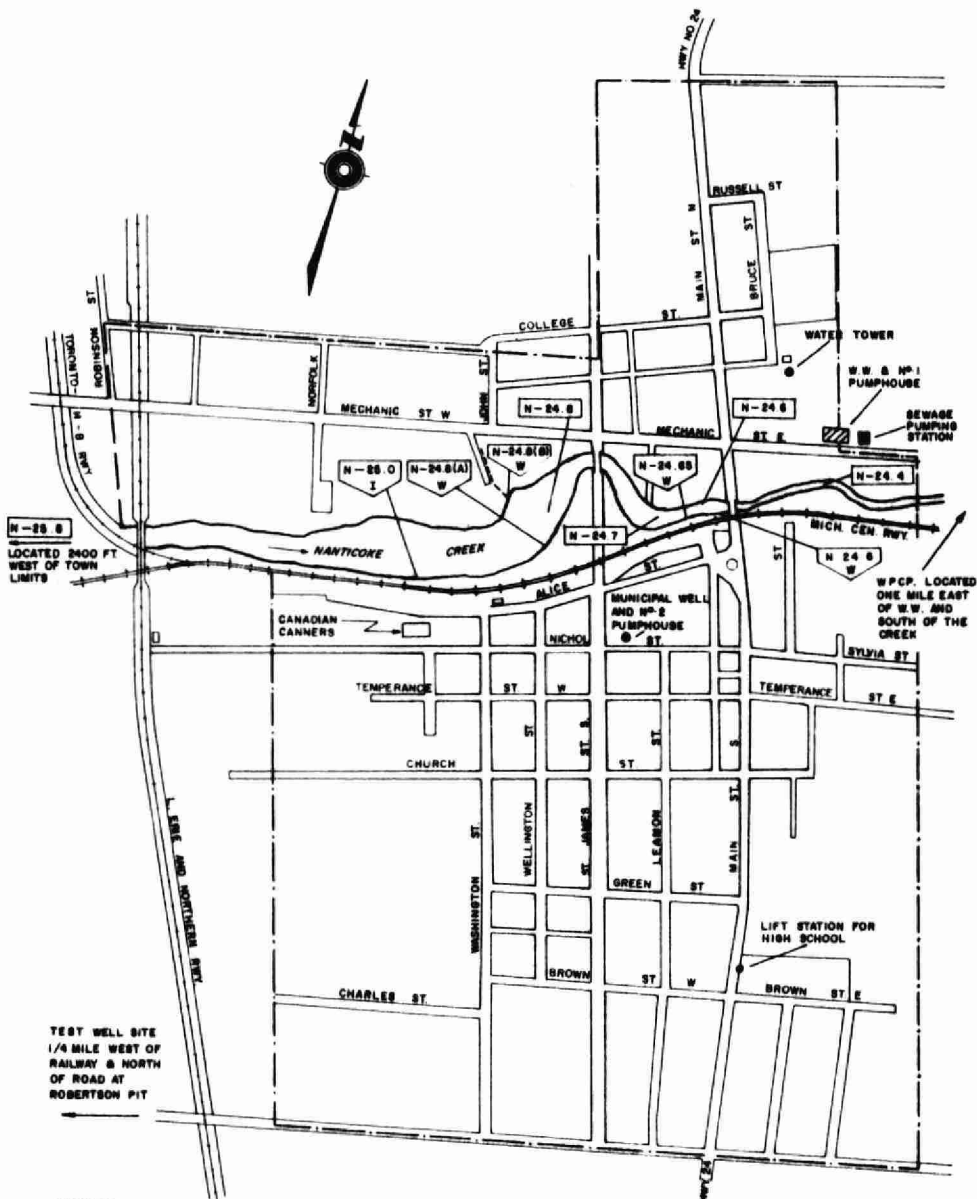 HWY NO 24
N
RUSSELL ST
MAIN ST N
BRUCE ST
ROBINSON ST
TORONTO-H-B RWY
COLLEGE ST.
WATER TOWER
W.W. & No 1
PUMPHOUSE
SEWAGE
PUMPING
STATION
NORFOLK
JOHN ST.
MECHANIC ST W
MECHANIC ST. E
N-24.8
N-24.6
N-24.8(B)
W
N-24.8(A)
W
N-25.0
I
N-24.65
W
N-24.4
N-24.7
N-25.8
LOCATED 2400 FT
WEST OF TOWN
LIMITS
NANTICOKE CREEK
MICH. CEN. RWY.
N 24 6
W
ALICE ST.
ST
WPCP. LOCATED
ONE MILE EAST
OF W.W. AND
SOUTH OF THE
CREEK
MUNICIPAL WELL
AND No 2
PUMPHOUSE
CANADIAN
CANNERS
NICHOL ST.
SYLVIA ST
TEMPERANCE ST W
TEMPERANCE ST E
CHURCH ST
L. ERIE AND NORTHERN RWY.
WASHINGTON ST.
WELLINGTON ST
ST JAMES ST S.
LEAMON ST.
MAIN ST. S
GREEN ST
LIFT STATION FOR
HIGH SCHOOL
BROWN ST W
BROWN ST E
CHARLES ST.
TEST WELL SITE
1/4 MILE WEST OF
RAILWAY & NORTH
OF ROAD AT
ROBERTSON PIT
HWY 24